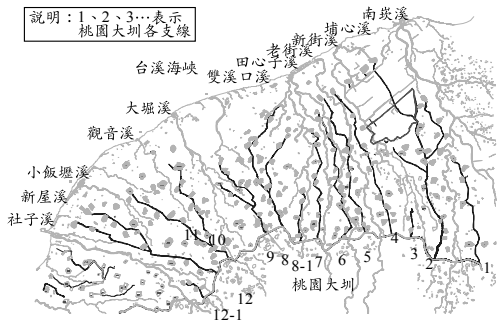 說明：1、2、3…表示
桃園大圳各支線
南崁溪
埔心溪
新街溪
老街溪
田心子溪
雙溪口溪
台溪海峽
大堀溪
觀音溪
小飯壢溪
新屋溪
社子溪
11
10
9
8
8-1
7
6
5
4
3
2
1
桃園大圳
12
12-1